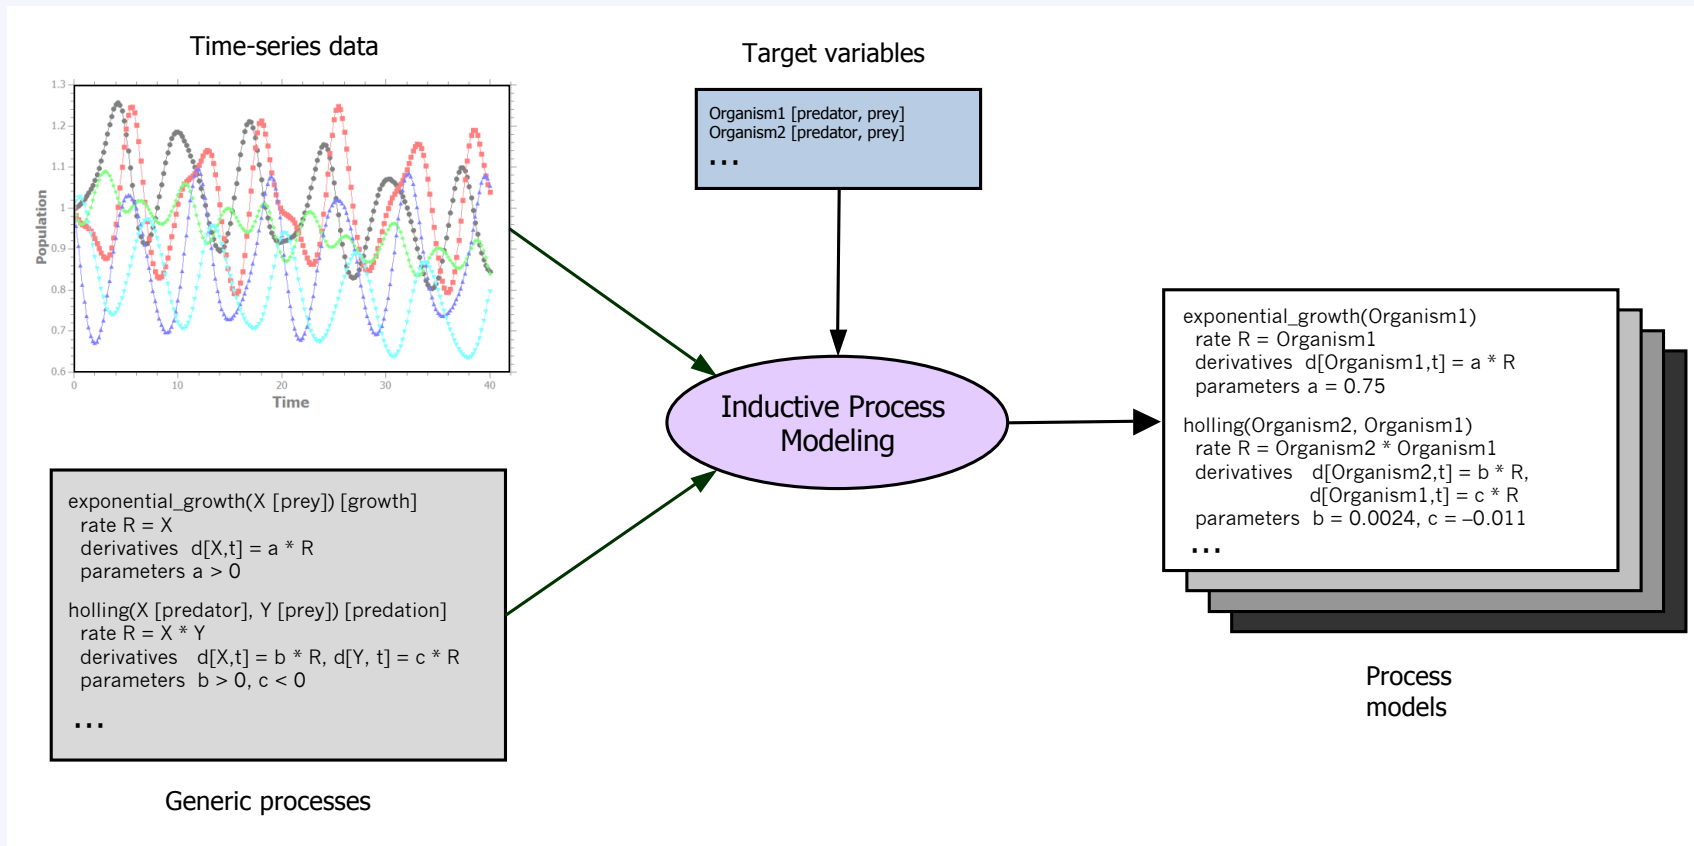 Time-series data
1.3
1.2
1.1
1
0.9
0.8
0.7
0.6
Population
0
10
20
30
40
Time
Target variables
Organism1 [predator, prey]
Organism2 [predator, prey]
...
Inductive Process
Modeling
exponential_growth(X [prey]) [growth]
rate R = X
derivatives d[X,t] = a * R
parameters a > 0
holling(X [predator], Y [prey]) [predation]
rate R = X * Y
derivatives d[X,t] = b * R, d[Y, t] = c * R
parameters b > 0, c < 0
...
Generic processes
exponential_growth(Organism1)
rate R = Organism1
derivatives d[Organism1,t] = a * R
parameters a = 0.75
holling(Organism2, Organism1)
rate R = Organism2 * Organism1
derivatives d[Organism2,t] = b * R,
d[Organism1,t] = c * R
parameters b = 0.0024, c = –0.011
...
Process
models